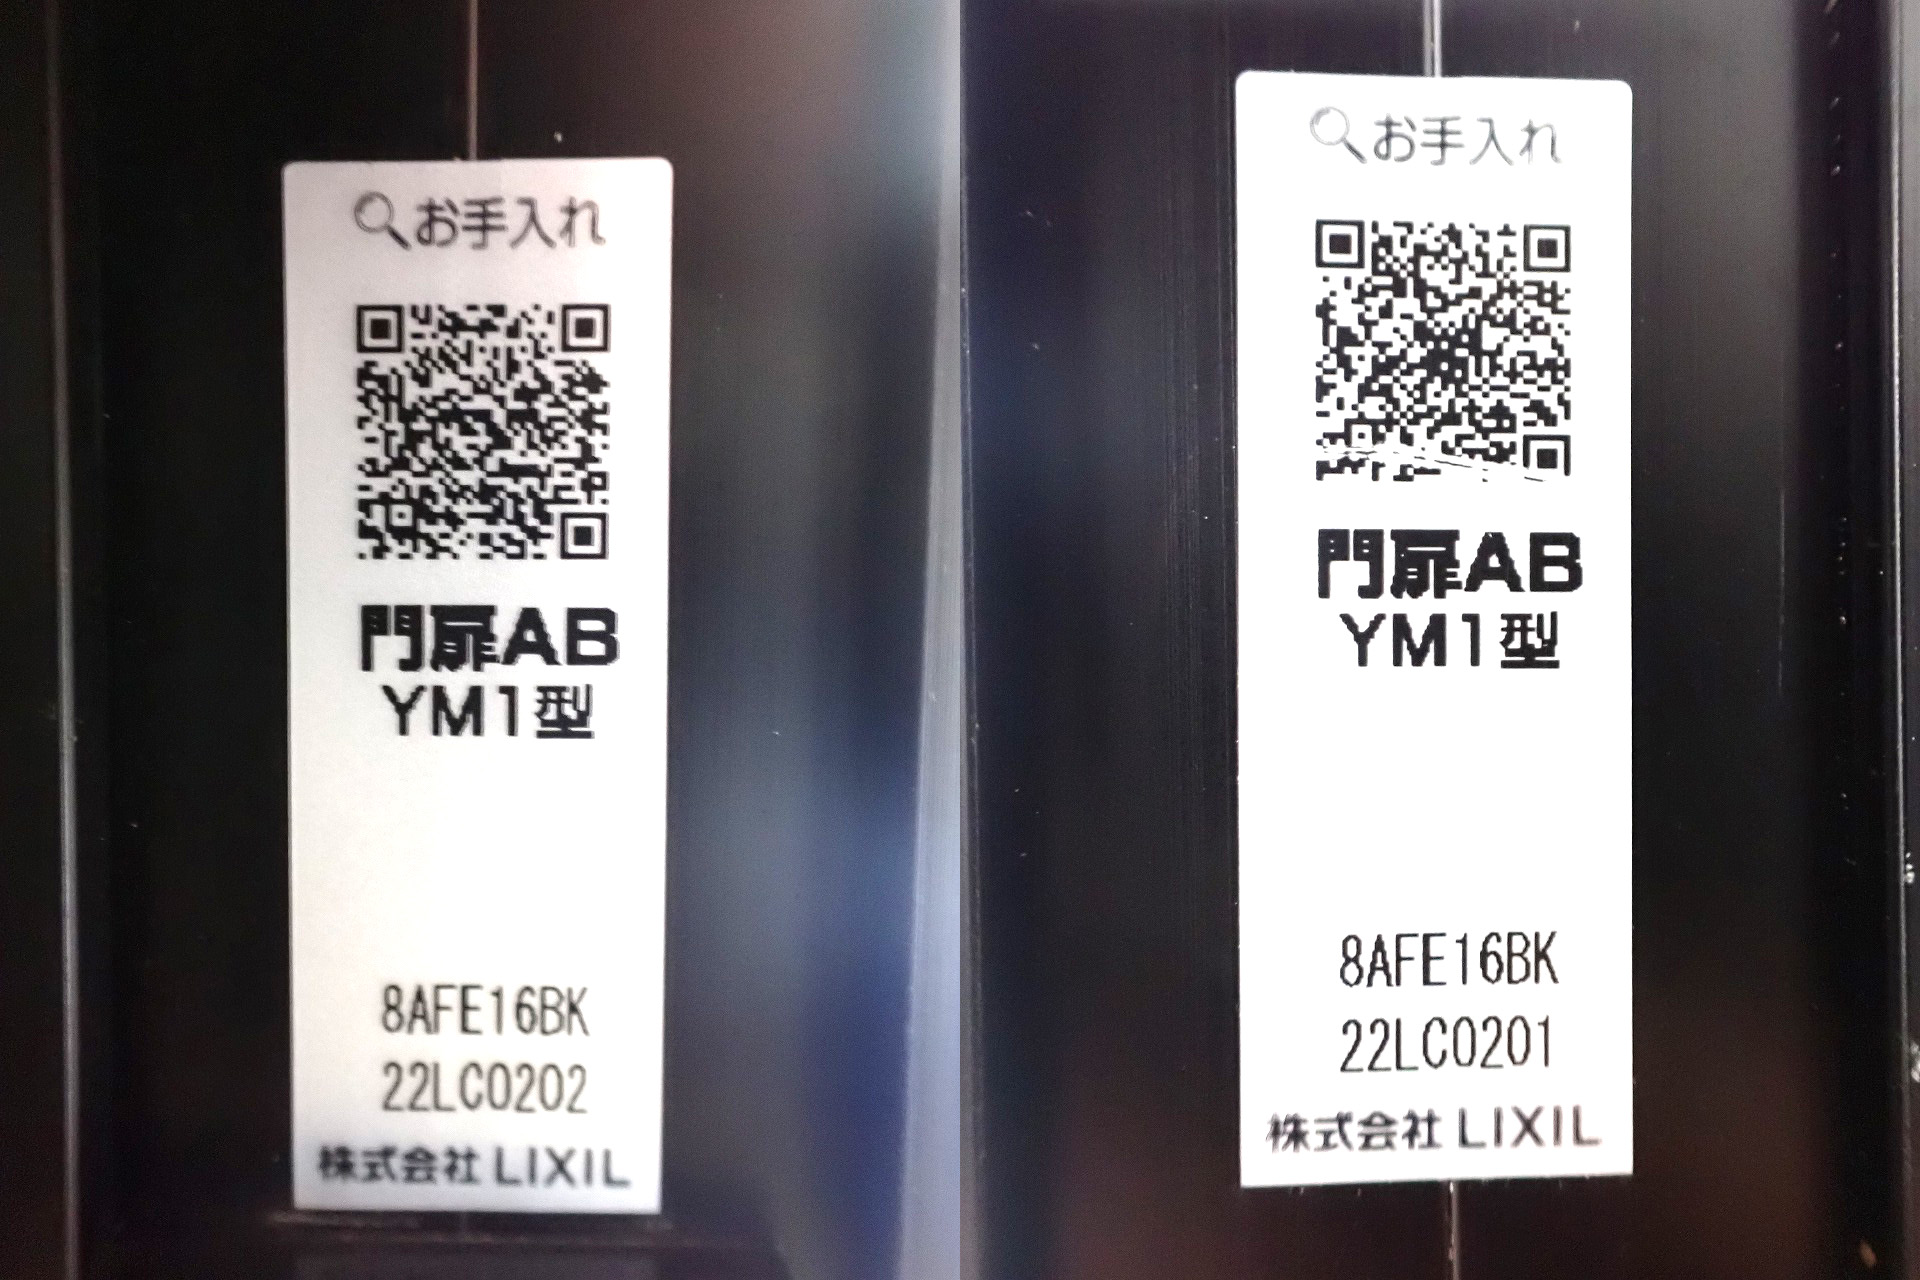 お手入れ
門扉AB
YM1型
8AFE16BK
22LC0202
株式会社 LIXIL
お手入れ
門扉AB
YM1型
8AFE16BK
22LC0201
株式会社 LIXIL